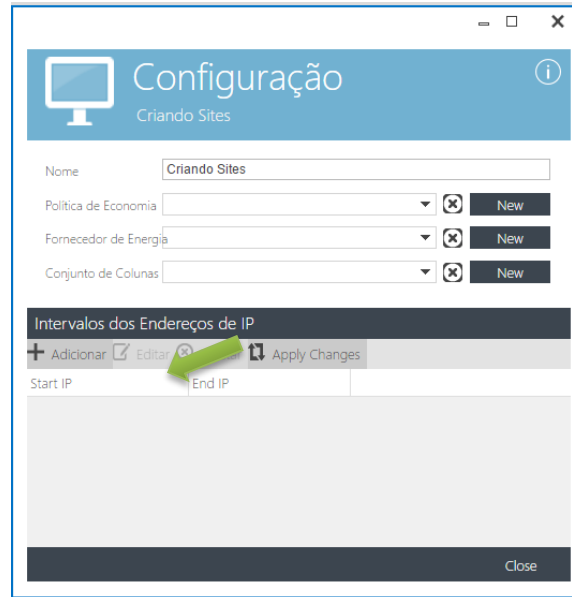 Configuração
Criando Sites
Nome Criando Sites
Política de Economia New
Fornecedor de Energia New
Conjunto de Colunas New
Intervalos dos Endereços de IP
Adicionar Editar Apply Changes
Start IP End IP
Close